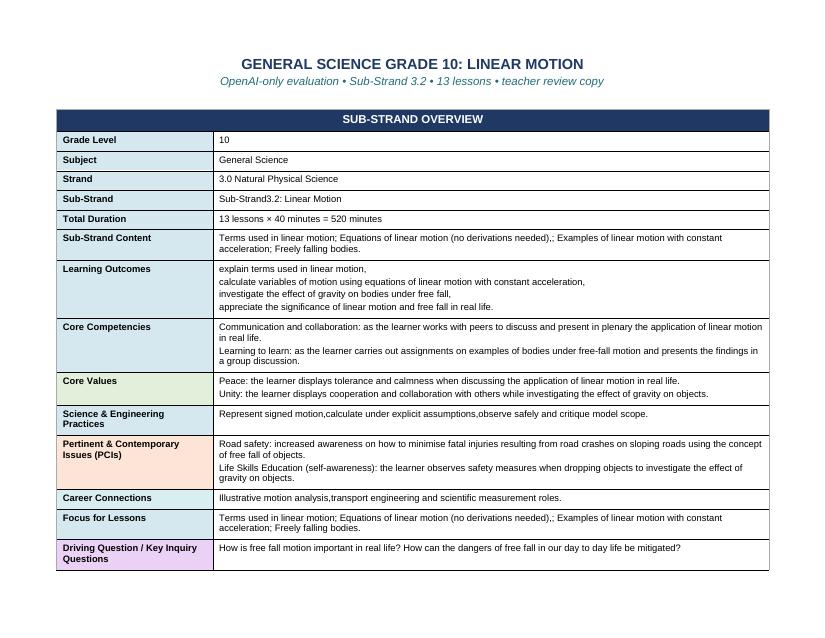 GENERAL SCIENCE GRADE 10: LINEAR MOTION
OpenAI-only evaluation • Sub-Strand 3.2 • 13 lessons • teacher review copy
SUB-STRAND OVERVIEW
Grade Level
10
Subject
General Science
Strand
3.0 Natural Physical Science
Sub-Strand
Sub-Strand3.2: Linear Motion
Total Duration
13 lessons × 40 minutes = 520 minutes
Sub-Strand Content
Terms used in linear motion; Equations of linear motion (no derivations needed),; Examples of linear motion with constant
acceleration; Freely falling bodies.
Learning Outcomes
explain terms used in linear motion,
calculate variables of motion using equations of linear motion with constant acceleration,
investigate the effect of gravity on bodies under free fall,
appreciate the significance of linear motion and free fall in real life.
Core Competencies
Communication and collaboration: as the learner works with peers to discuss and present in plenary the application of linear motion
in real life.
Learning to learn: as the learner carries out assignments on examples of bodies under free-fall motion and presents the findings in
a group discussion.
Core Values
Peace: the learner displays tolerance and calmness when discussing the application of linear motion in real life.
Unity: the learner displays cooperation and collaboration with others while investigating the effect of gravity on objects.
Science & Engineering
Practices
Represent signed motion,calculate under explicit assumptions,observe safely and critique model scope.
Pertinent & Contemporary
Issues (PCIs)
Road safety: increased awareness on how to minimise fatal injuries resulting from road crashes on sloping roads using the concept
of free fall of objects.
Life Skills Education (self-awareness): the learner observes safety measures when dropping objects to investigate the effect of
gravity on objects.
Career Connections
Illustrative motion analysis,transport engineering and scientific measurement roles.
Focus for Lessons
Terms used in linear motion; Equations of linear motion (no derivations needed),; Examples of linear motion with constant
acceleration; Freely falling bodies.
Driving Question / Key Inquiry
Questions
How is free fall motion important in real life? How can the dangers of free fall in our day to day life be mitigated?